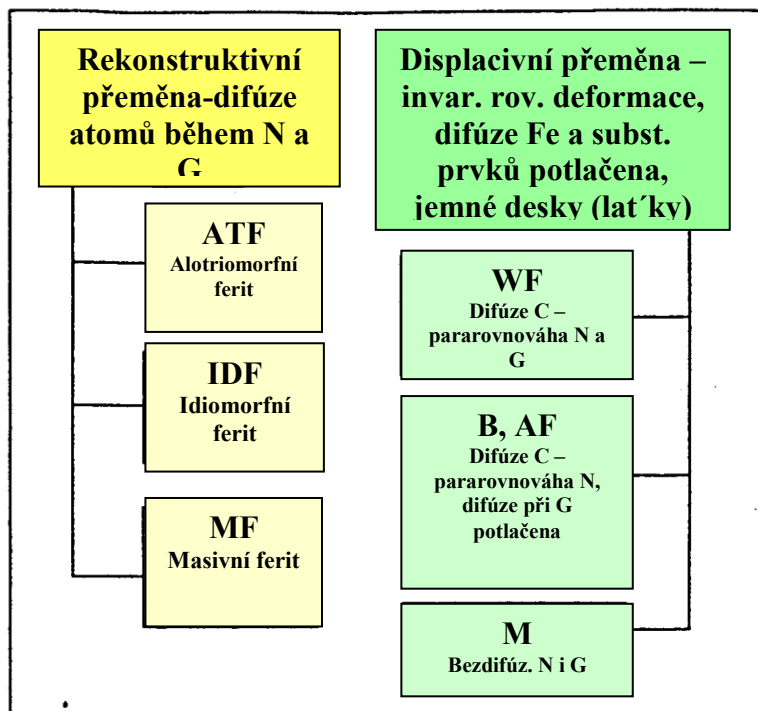 Rekonstruktivní
přeměna-difúze
atomů během N a
G
ATF
Alotriomorfní
ferit
IDF
Idiomorfní
ferit
MF
Masivní ferit
Displacivní přeměna –
invar. rov. deformace,
difúze Fe a subst.
prvků potlačena,
jemné desky (lat´ky)
WF
Difúze C –
pararovnováha N a
G
B, AF
Difúze C –
pararovnováha N,
difúze při G
potlačena
M
Bezdifúz. N i G